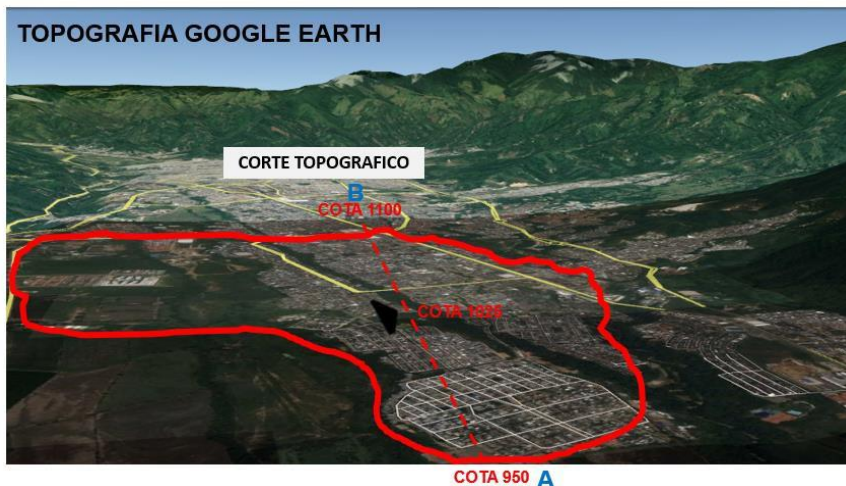 TOPOGRAFIA GOOGLE EARTH
CORTE TOPOGRAFICO
B
COTA 1100
COTA 1025
COTA 950 A